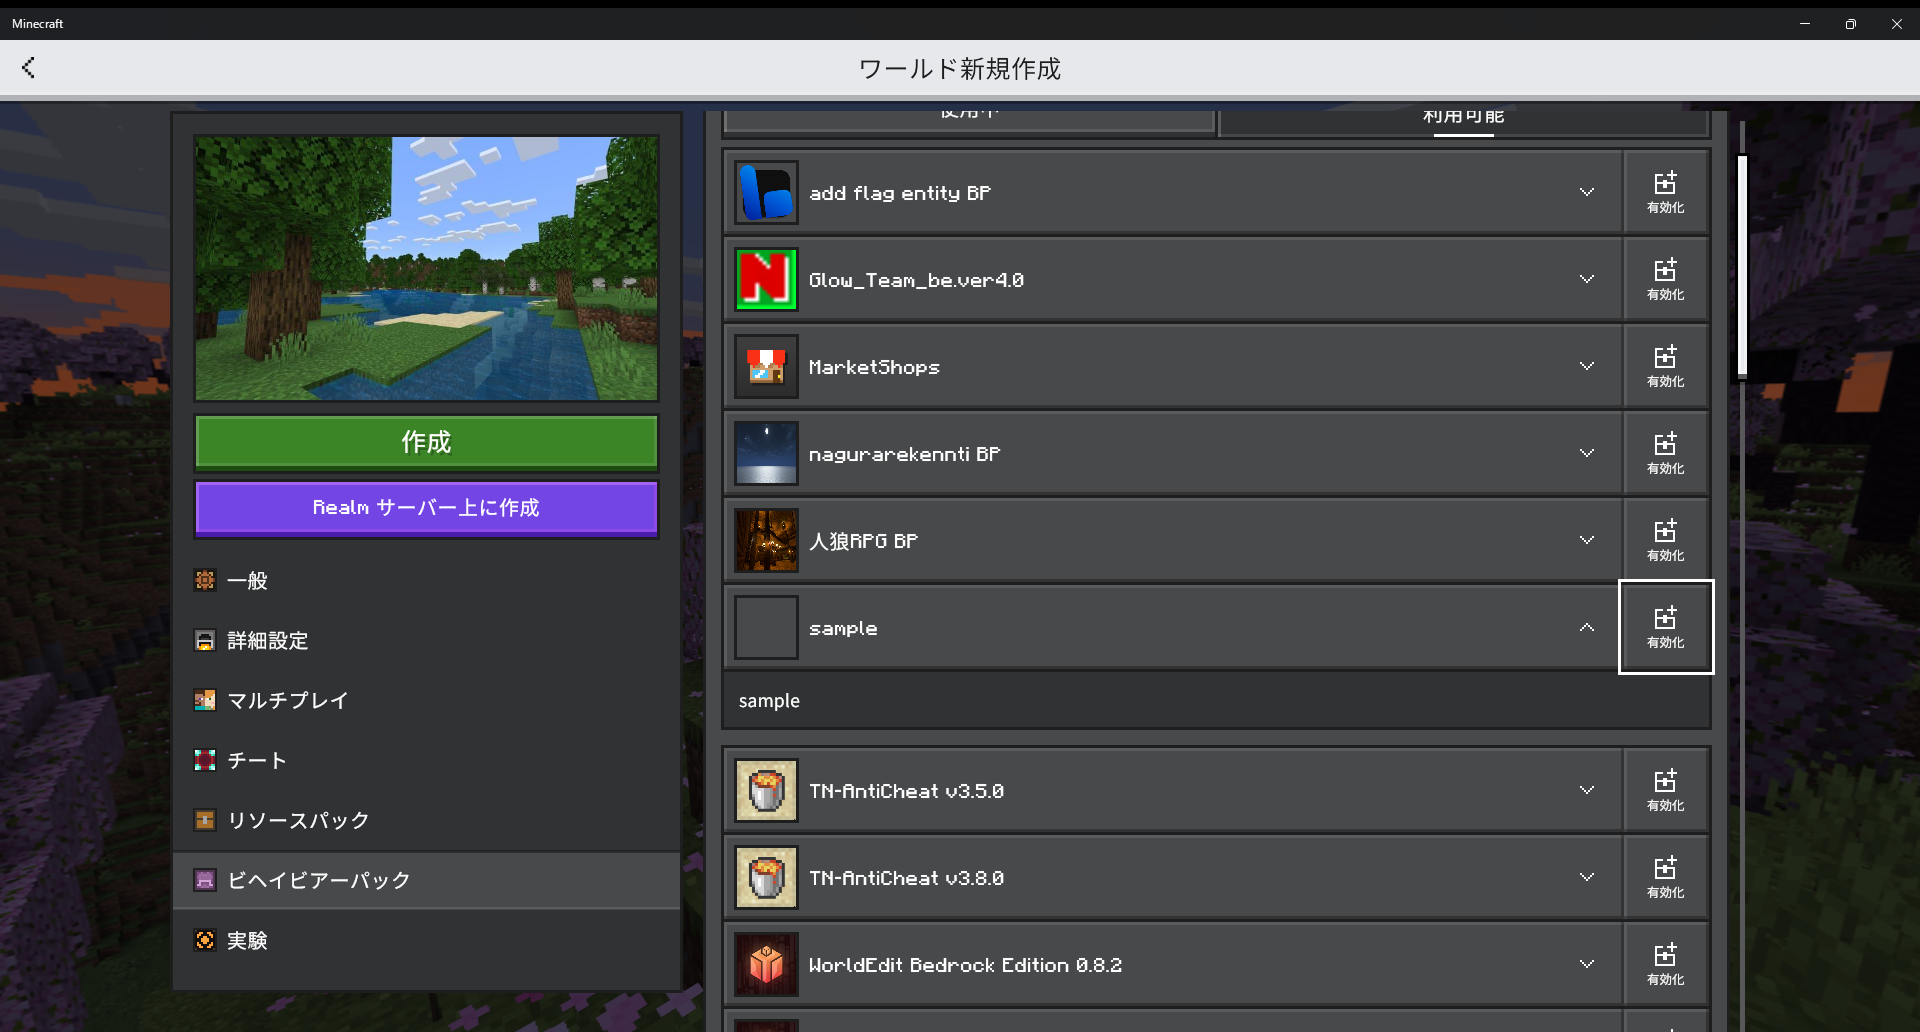 Minecraft
ワールド新規作成
使用中
利用可能
add flag entity BP
有効化
Glow_Team_be.ver4.0
有効化
MarketShops
有効化
作成
nagurarekennti BP
有効化
Realm サーバー上に作成
人狼RPG BP
有効化
一般
sample
有効化
詳細設定
sample
マルチプレイ
チート
TN-AntiCheat v3.5.0
有効化
リソースパック
ビヘイビアーパック
TN-AntiCheat v3.8.0
有効化
実験
WorldEdit Bedrock Edition 0.8.2
有効化